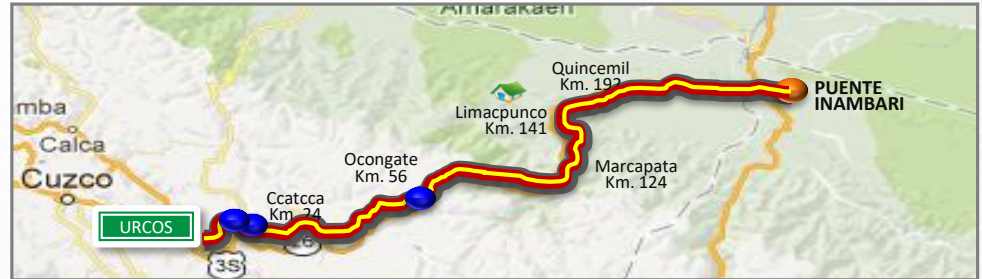 Amarakaeri
Quincemil
Km. 192
PUENTE
INAMBARI
Limacpunco
Km. 141
mba
Calca
Cuzco
Ocongate
Km. 56
Marcapata
Km. 124
Ccatcca
Km. 24
URCOS
26
3S